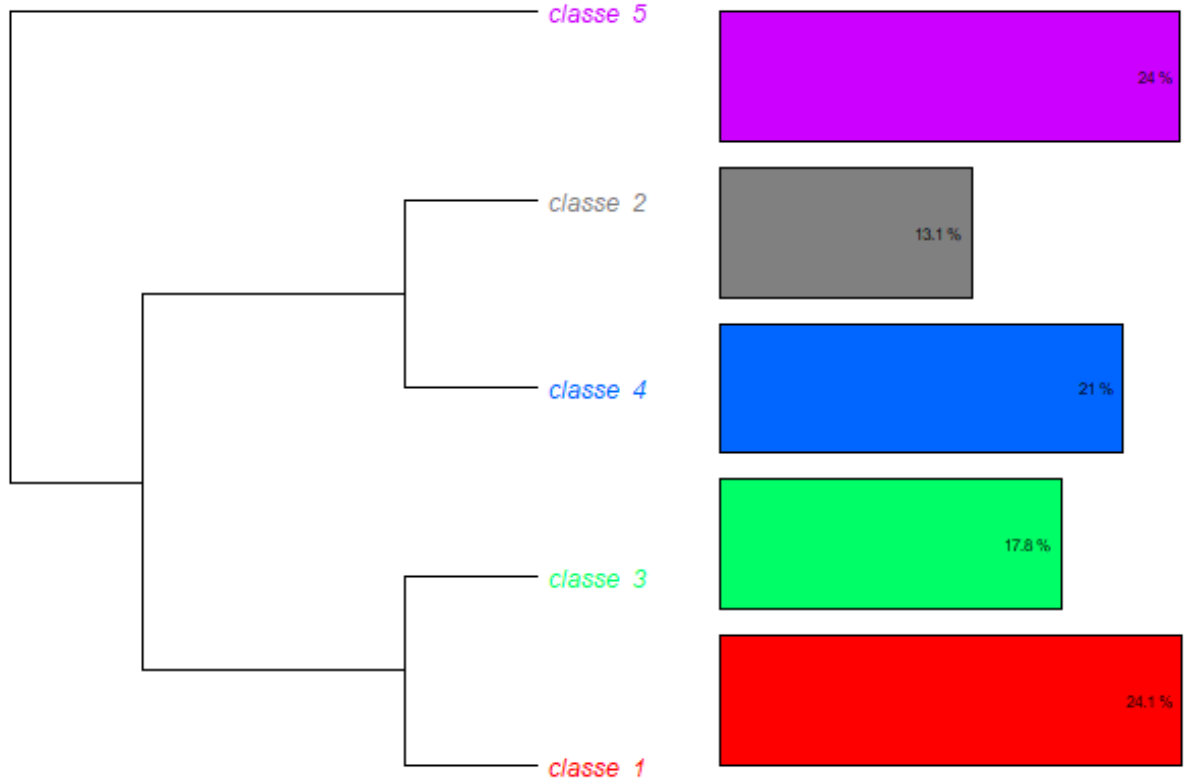 classe 5
24 %
classe 2
13.1 %
classe 4
21 %
classe 3
17.8 %
classe 1
24.1 %